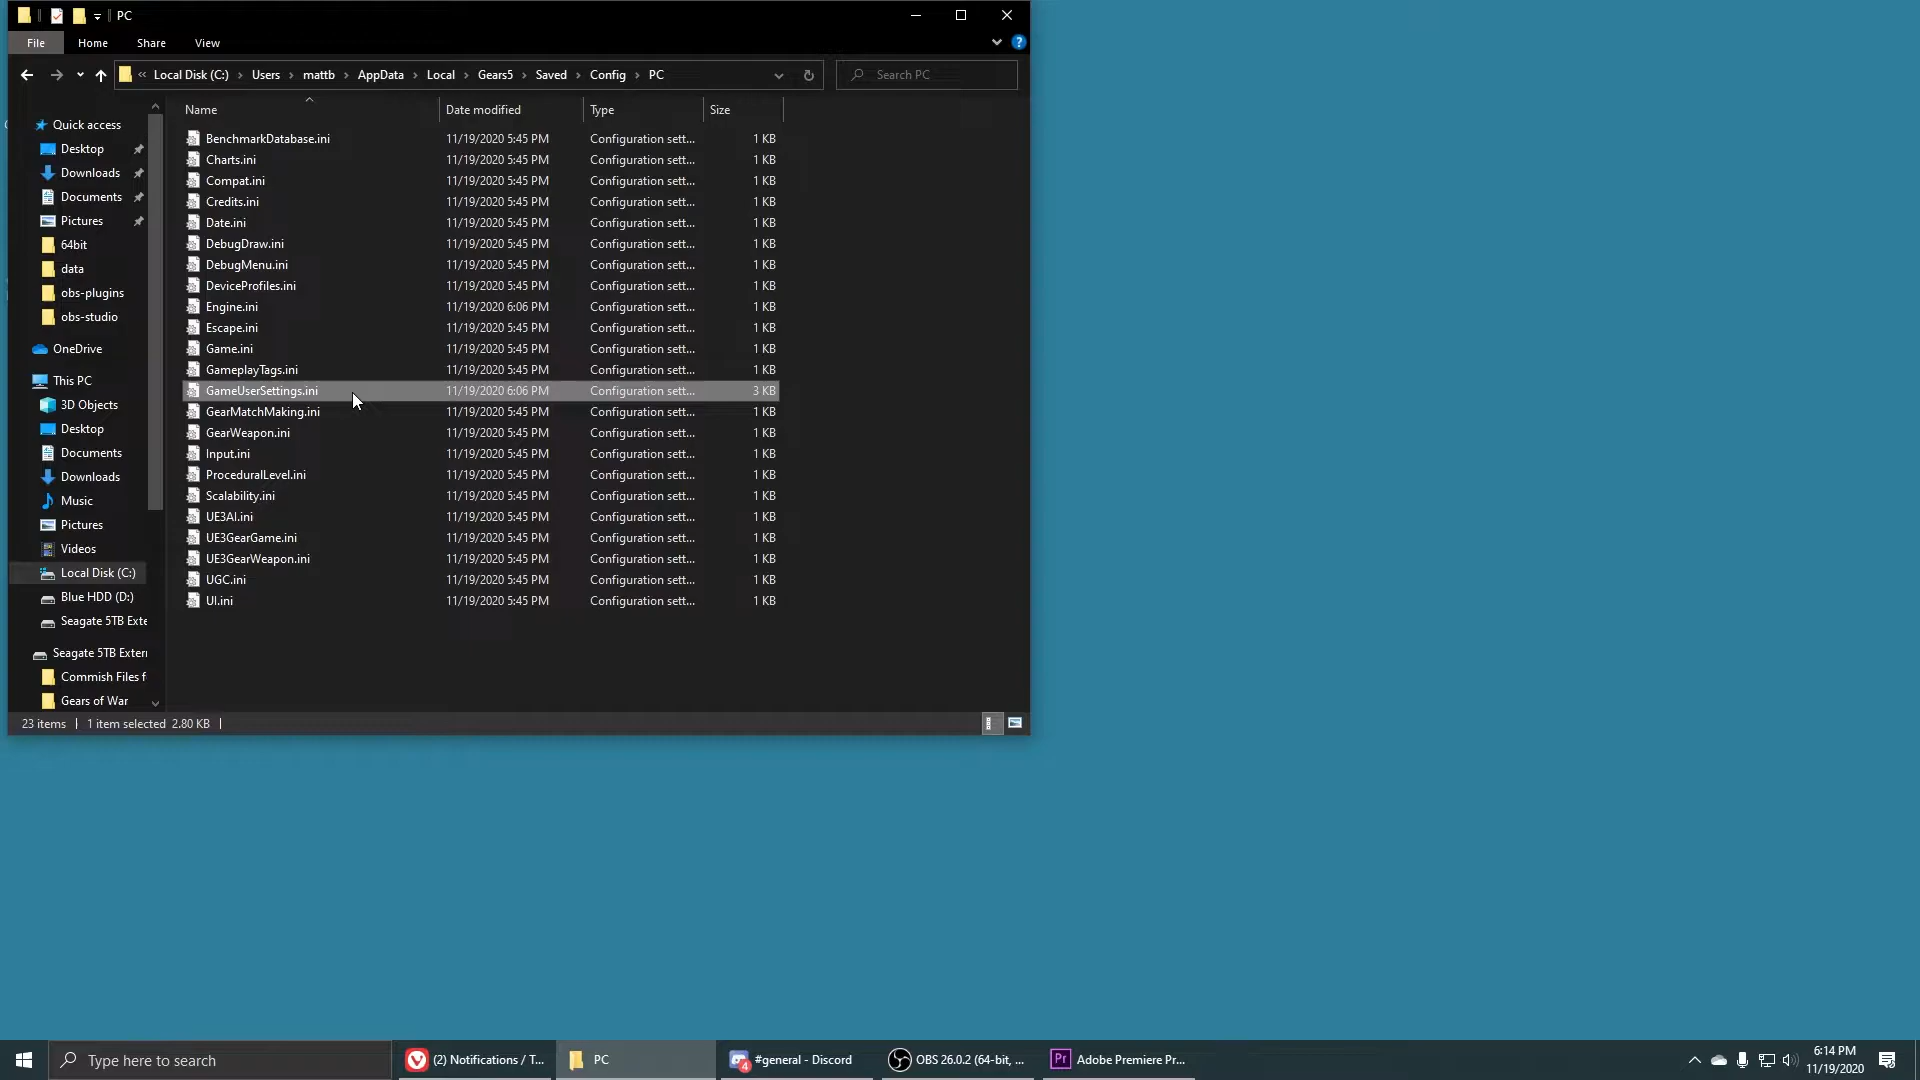 PC
File Home Share View
« Local Disk (C:) › Users › mattb › AppData › Local › Gears5 › Saved › Config › PC
Search PC
Name Date modified Type Size
Quick access
Desktop
Downloads
Documents
Pictures
64bit
data
obs-plugins
obs-studio
OneDrive
This PC
3D Objects
Desktop
Documents
Downloads
Music
Pictures
Videos
Local Disk (C:)
Blue HDD (D:)
Seagate 5TB Exte
Seagate 5TB Extern
Commish Files f
Gears of War
BenchmarkDatabase.ini 11/19/2020 5:45 PM Configuration sett... 1 KB
Charts.ini 11/19/2020 5:45 PM Configuration sett... 1 KB
Compat.ini 11/19/2020 5:45 PM Configuration sett... 1 KB
Credits.ini 11/19/2020 5:45 PM Configuration sett... 1 KB
Date.ini 11/19/2020 5:45 PM Configuration sett... 1 KB
DebugDraw.ini 11/19/2020 5:45 PM Configuration sett... 1 KB
DebugMenu.ini 11/19/2020 5:45 PM Configuration sett... 1 KB
DeviceProfiles.ini 11/19/2020 5:45 PM Configuration sett... 1 KB
Engine.ini 11/19/2020 6:06 PM Configuration sett... 1 KB
Escape.ini 11/19/2020 5:45 PM Configuration sett... 1 KB
Game.ini 11/19/2020 5:45 PM Configuration sett... 1 KB
GameplayTags.ini 11/19/2020 5:45 PM Configuration sett... 1 KB
GameUserSettings.ini 11/19/2020 6:06 PM Configuration sett... 3 KB
GearMatchMaking.ini 11/19/2020 5:45 PM Configuration sett... 1 KB
GearWeapon.ini 11/19/2020 5:45 PM Configuration sett... 1 KB
Input.ini 11/19/2020 5:45 PM Configuration sett... 1 KB
ProceduralLevel.ini 11/19/2020 5:45 PM Configuration sett... 1 KB
Scalability.ini 11/19/2020 5:45 PM Configuration sett... 1 KB
UE3AI.ini 11/19/2020 5:45 PM Configuration sett... 1 KB
UE3GearGame.ini 11/19/2020 5:45 PM Configuration sett... 1 KB
UE3GearWeapon.ini 11/19/2020 5:45 PM Configuration sett... 1 KB
UGC.ini 11/19/2020 5:45 PM Configuration sett... 1 KB
UI.ini 11/19/2020 5:45 PM Configuration sett... 1 KB
23 items | 1 item selected 2.80 KB |
Type here to search
(2) Notifications / T...
PC
4
#general - Discord
OBS 26.0.2 (64-bit, ...
Pr Adobe Premiere Pr...
6:14 PM
11/19/2020